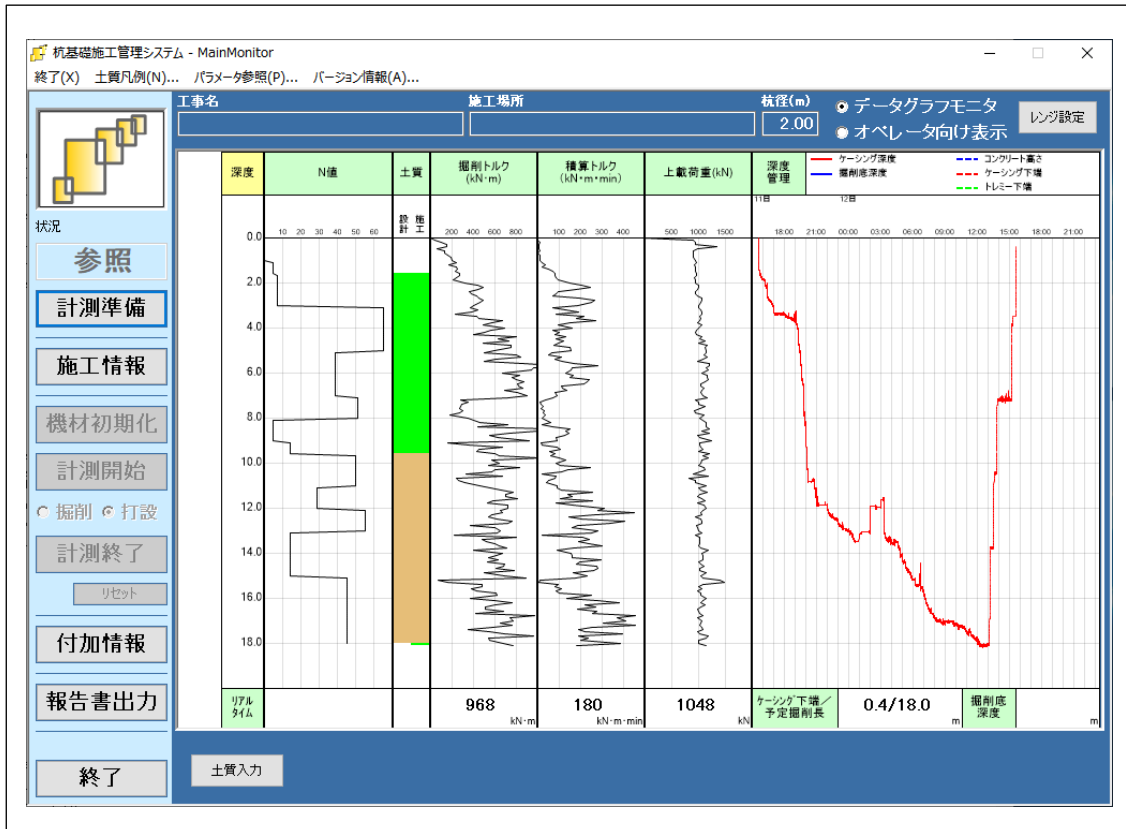 杭基礎施工管理システム - MainMonitor
終了(X) 土質凡例(N)... パラメータ参照(P)... バージョン情報(A)...
工事名
施工場所
杭径(m)
2.00
データグラフモニタ
オペレータ向け表示
レンジ設定
状況
参照
計測準備
施工情報
機材初期化
計測開始
掘削 打設
計測終了
リセット
付加情報
報告書出力
終了
深度
N値
土質
掘削トルク
(kN・m)
積算トルク
(kN・m・min)
上載荷重(kN)
深度
管理
ケーシング深度
掘削底深度
コンクリート高さ
ケーシング下端
トレミー下端
11日 12日
設計
施工
10 20 30 40 50 60
200 400 600 800
100 200 300 400
500 1000 1500
18:00 21:00 00:00 03:00 06:00 09:00 12:00 15:00 18:00 21:00
0.0
2.0
4.0
6.0
8.0
10.0
12.0
14.0
16.0
18.0
リアル
タイム
968
kN・m
180
kN・m・min
1048
kN
ケーシング下端/
予定掘削長
0.4/18.0
m
掘削底
深度
m
土質入力